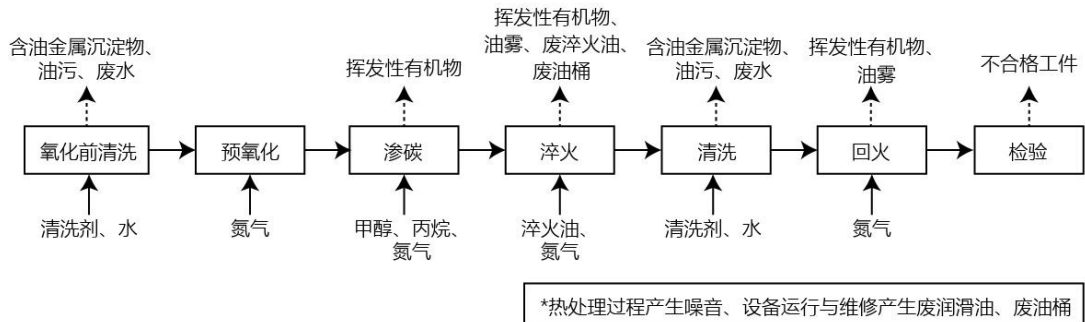 含油金属沉淀物、
油污、废水
挥发性有机物
挥发性有机物、
油雾、废淬火油、
废油桶
含油金属沉淀物、
油污、废水
挥发性有机物、
油雾
不合格工件
氧化前清洗
预氧化
渗碳
淬火
清洗
回火
检验
清洗剂、水
氮气
甲醇、丙烷、
氮气
淬火油、
氮气
清洗剂、水
氮气
*热处理过程产生噪音、设备运行与维修产生废润滑油、废油桶